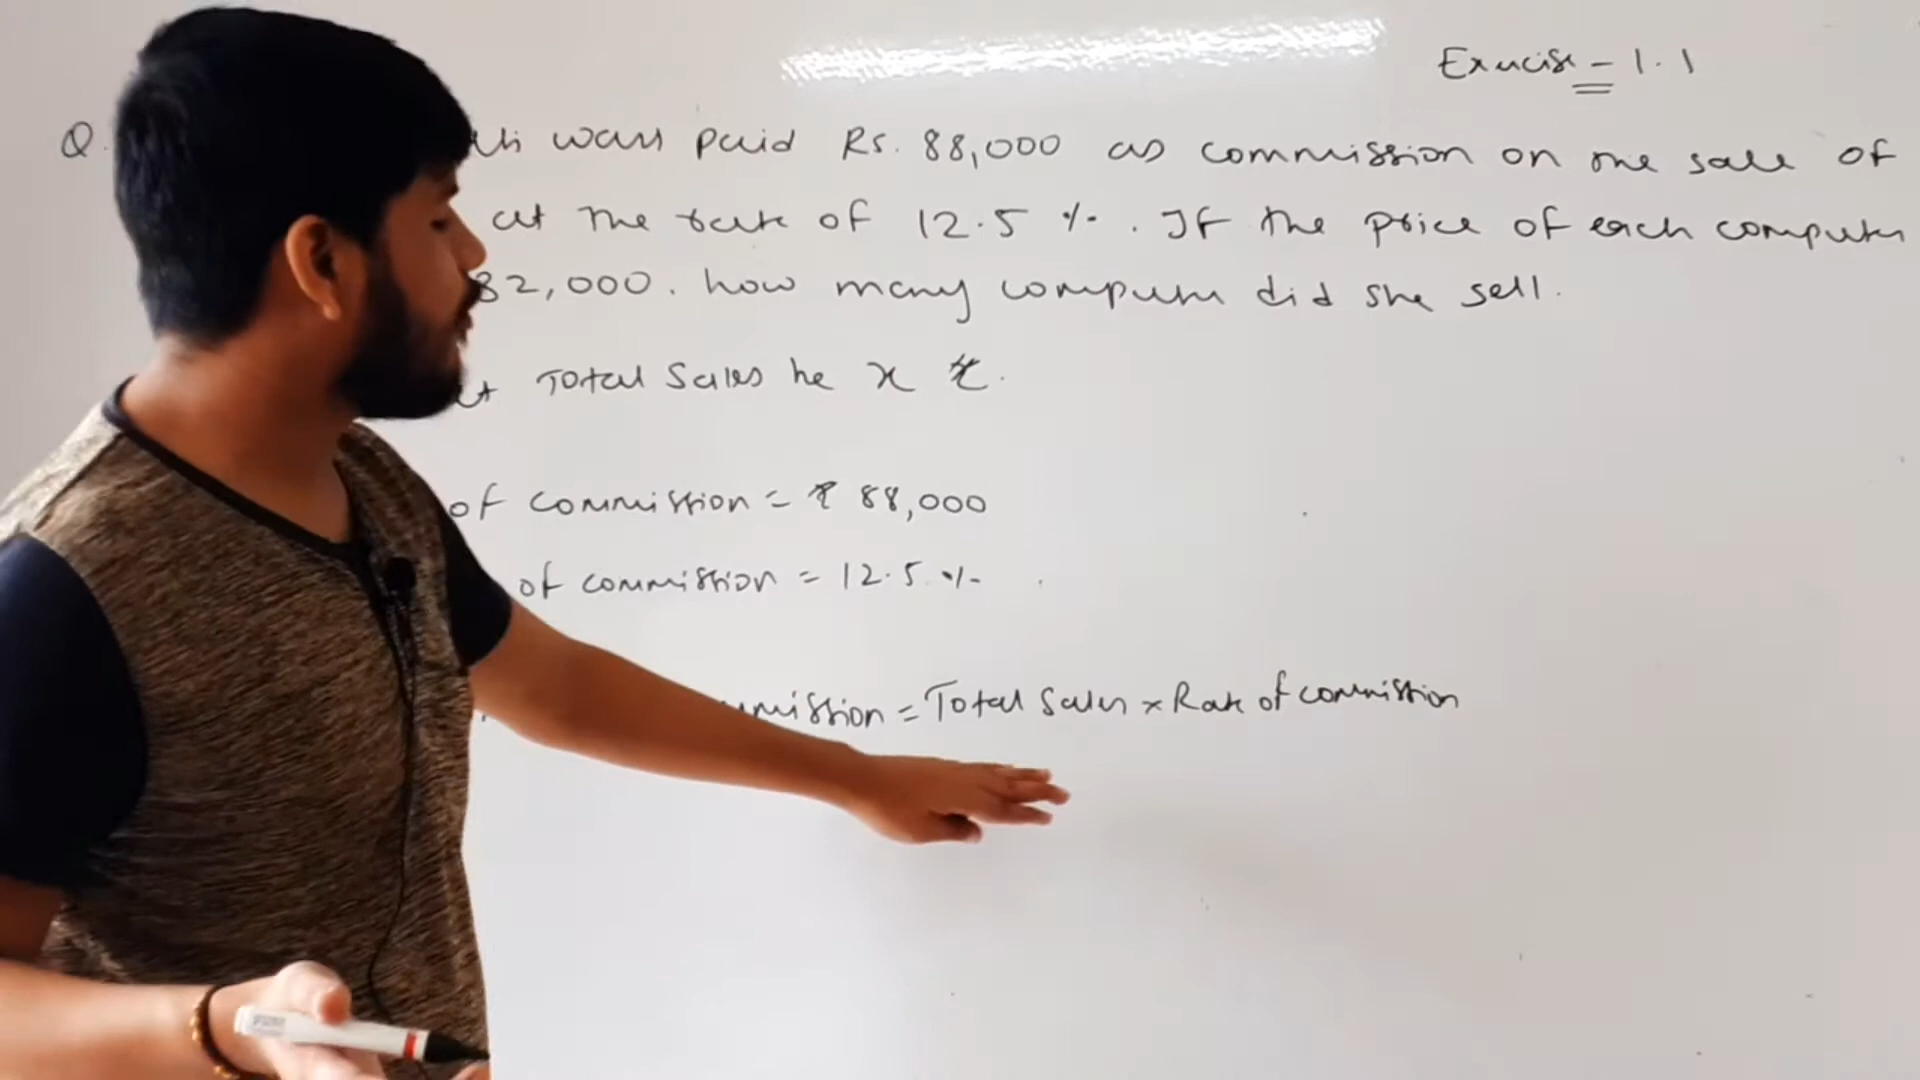 Exercise - 1.1
Q. was paid Rs. 88,000 as commission on the sale of
at the rate of 12.5 %. If the price of each computer
82,000. how many computer did she sell.
Total Sales be x ₹.
of commission = ₹ 88,000
of commission = 12.5 %
mmission = Total Sales × Rate of commission